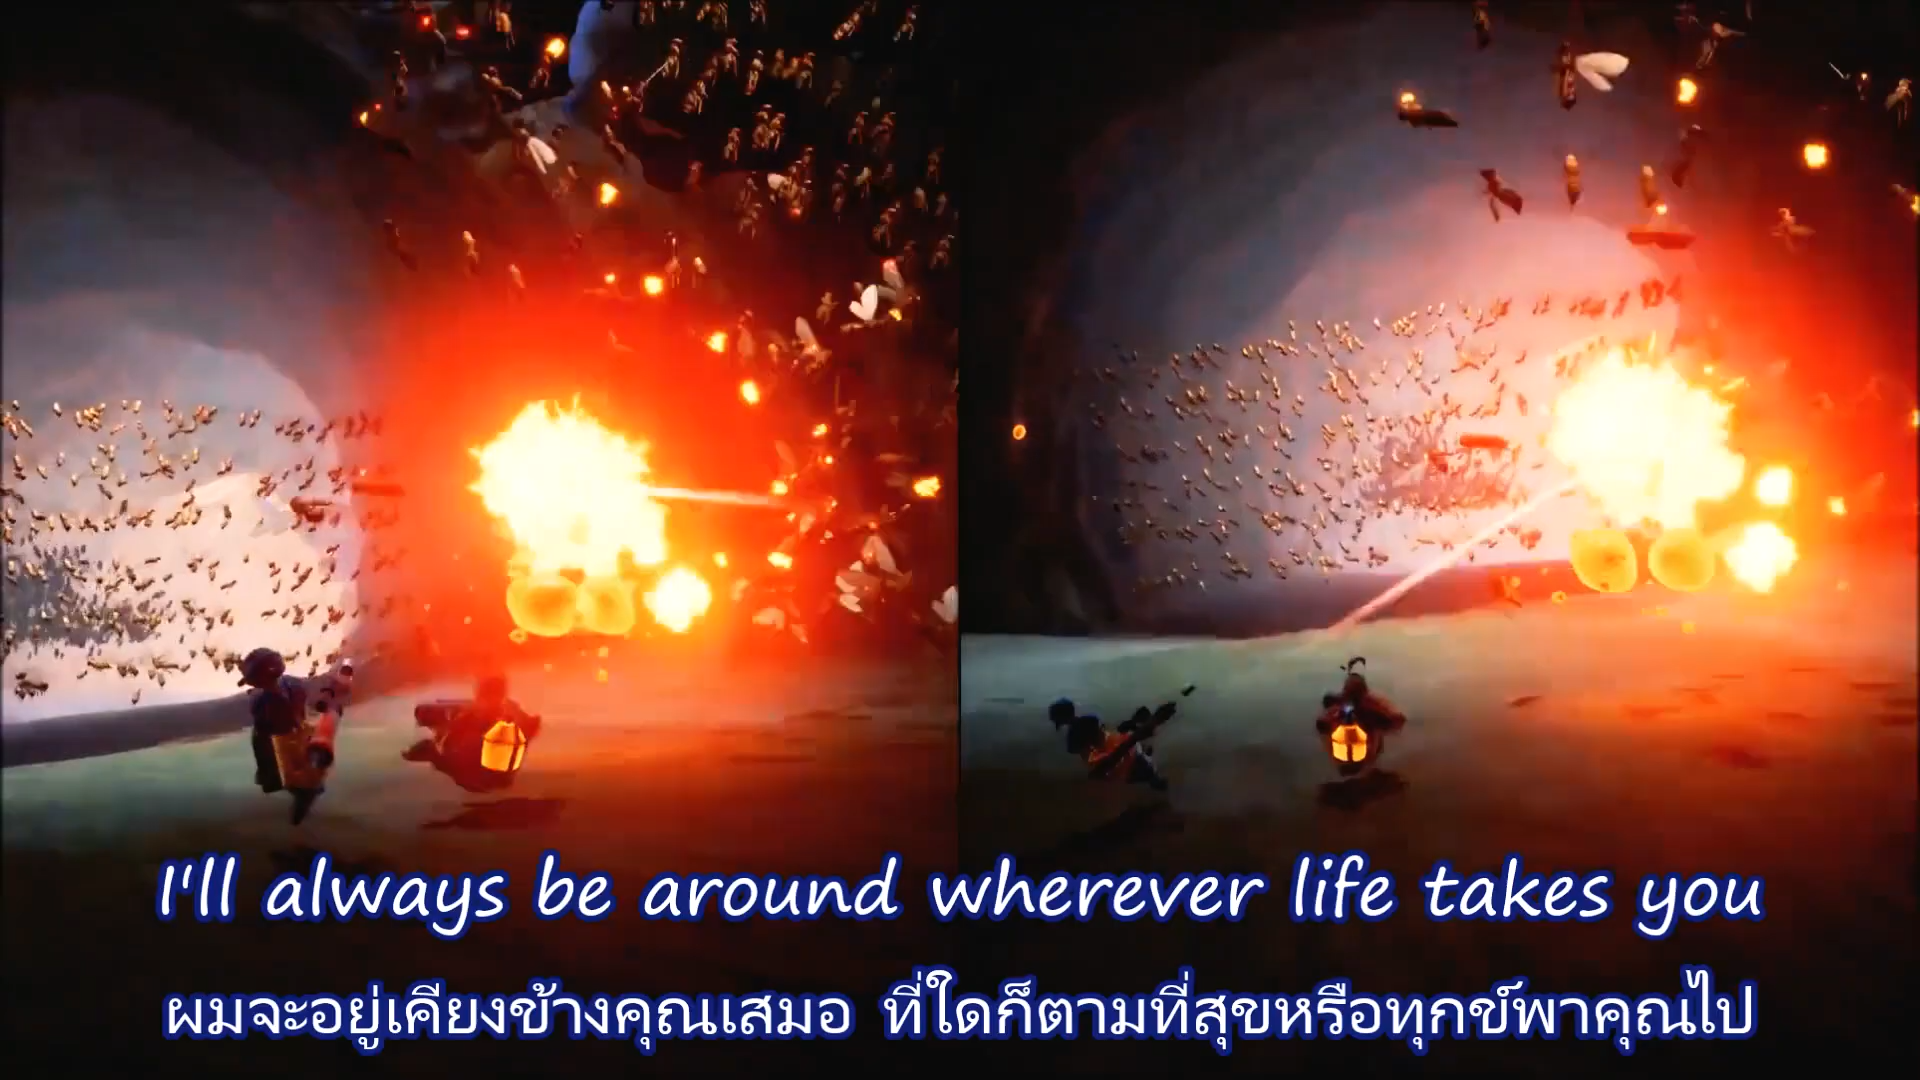 I'll always be around wherever life takes you
ผมจะอยู่เคียงข้างคุณเสมอ ที่ใดก็ตามที่สุขหรือทุกข์พาคุณไป